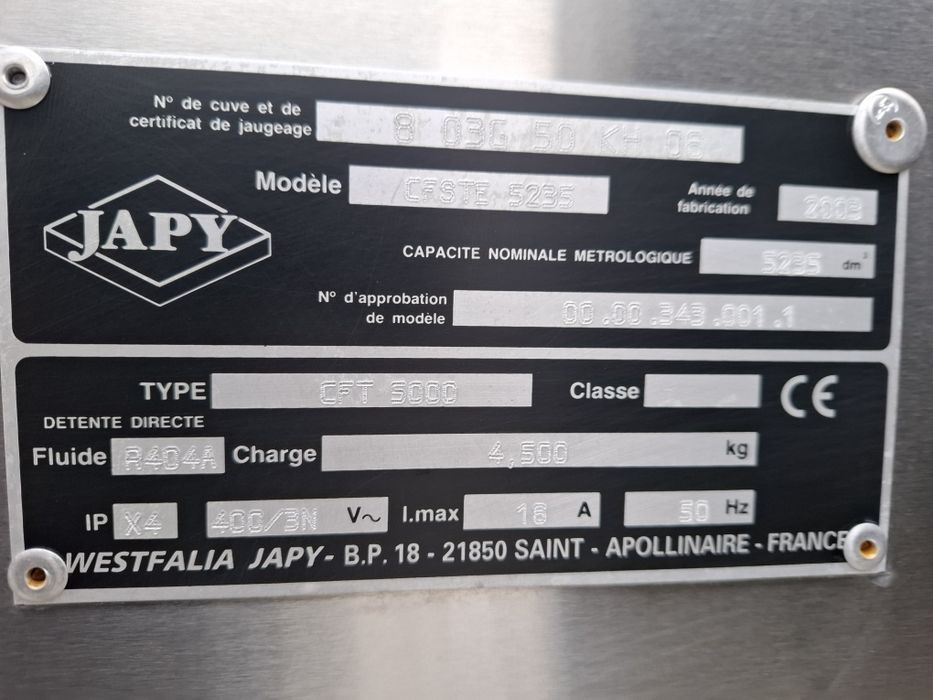 N° de cuve et de
certificat de jaugeage 8 03G 50 KH 06
Modèle CFSTE 5235
Année de
fabrication 2003
JAPY
CAPACITE NOMINALE METROLOGIQUE 5235 dm³
N° d'approbation
de modèle 00.00.343.001.1
TYPE CFT 5000 Classe CE
DETENTE DIRECTE
Fluide R404A Charge 4,500 kg
IP X4 400/3N V~ I.max 16 A 50 Hz
WESTFALIA JAPY - B.P. 18 - 21850 SAINT - APOLLINAIRE - FRANCE